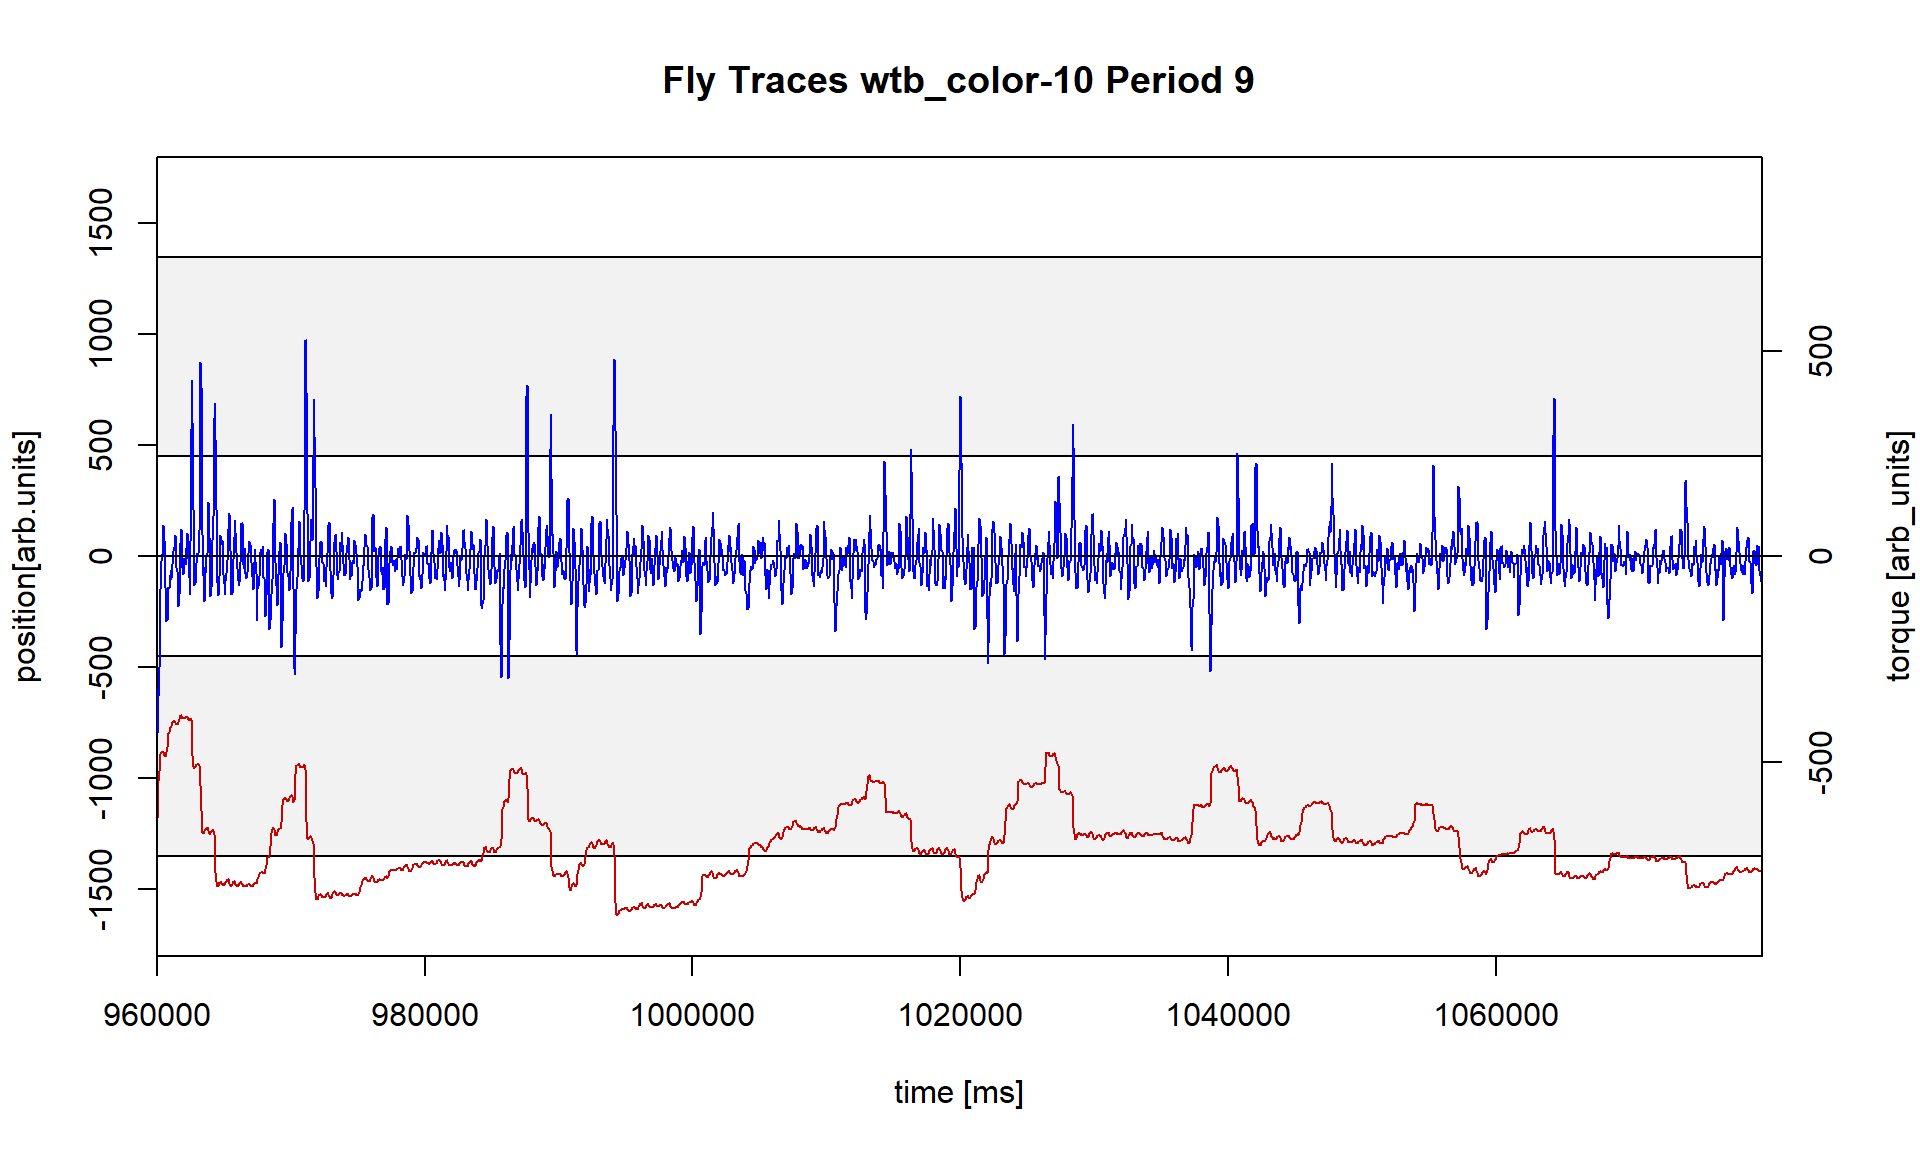 Fly Traces wtb_color-10 Period 9
position[arb.units]
1500
1000
500
0
-500
-1000
-1500
500
0
-500
torque [arb_units]
960000 980000 1000000 1020000 1040000 1060000
time [ms]